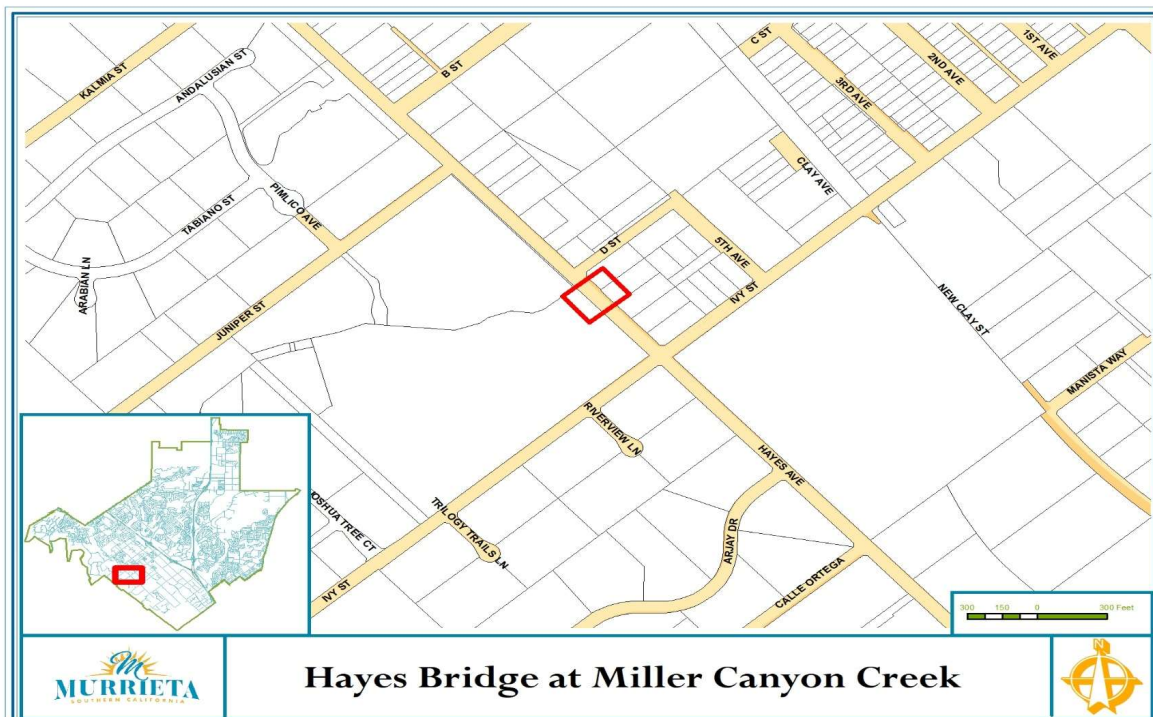 KALMIA ST
ANDALUSIAN ST
B ST
C ST
1ST AVE
2ND AVE
3RD AVE
CLAY AVE
PIMLICO AVE
TABIANO ST
ARABIAN LN
D ST
5TH AVE
IVY ST
JUNIPER ST
NEW CLAY ST
MANISTA WAY
RIVERVIEW LN
HAYES AVE
OSHUA TREE CT
TRILOGY TRAILS LN
ARJAY DR
IVY ST
CALLE ORTEGA
300 150 0 300 Feet
M
MURRIETA
SOUTHERN CALIFORNIA
Hayes Bridge at Miller Canyon Creek
N